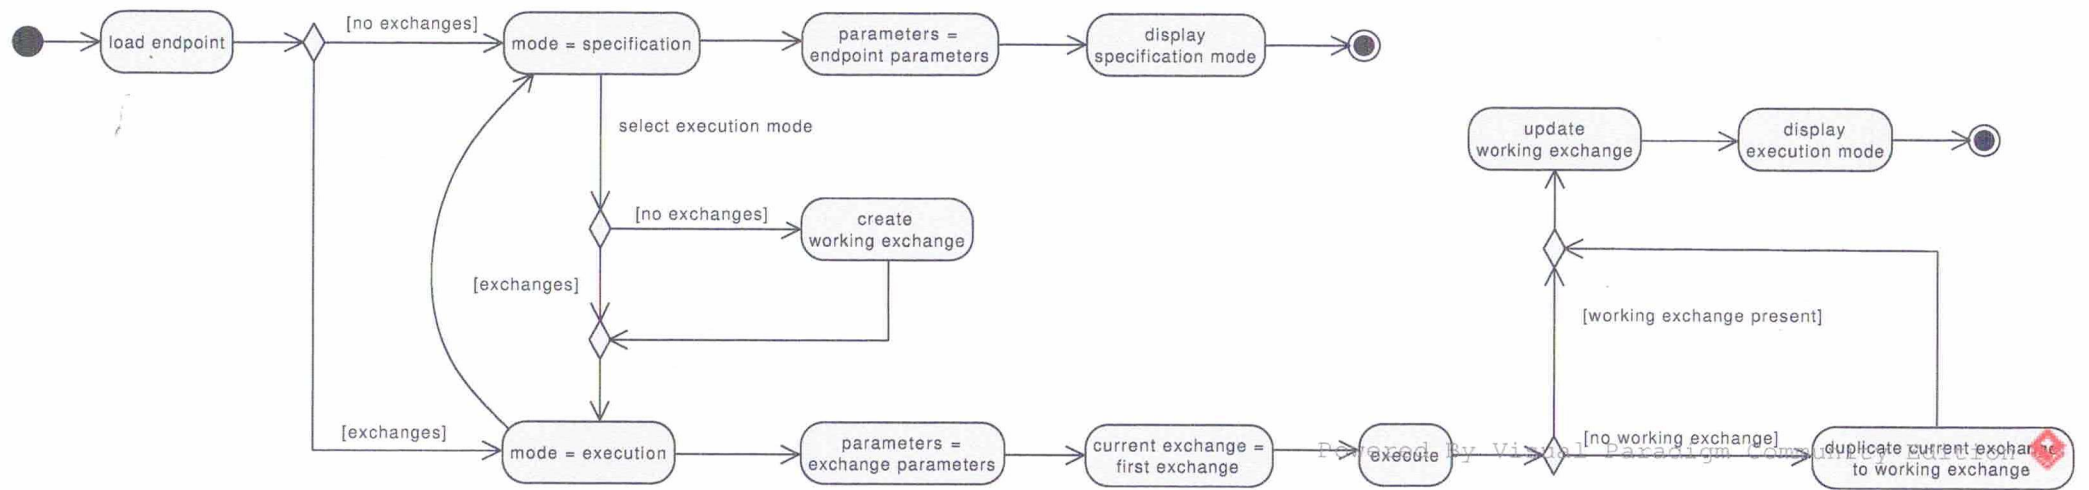 [no exchanges]
load endpoint
mode = specification
parameters =
endpoint parameters
display
specification mode
select execution mode
update
working exchange
display
execution mode
[no exchanges]
create
working exchange
[exchanges]
[working exchange present]
[exchanges]
mode = execution
parameters =
exchange parameters
current exchange =
first exchange
execute
[no working exchange]
duplicate current exchange
to working exchange
Powered By Visual Paradigm Community Edition